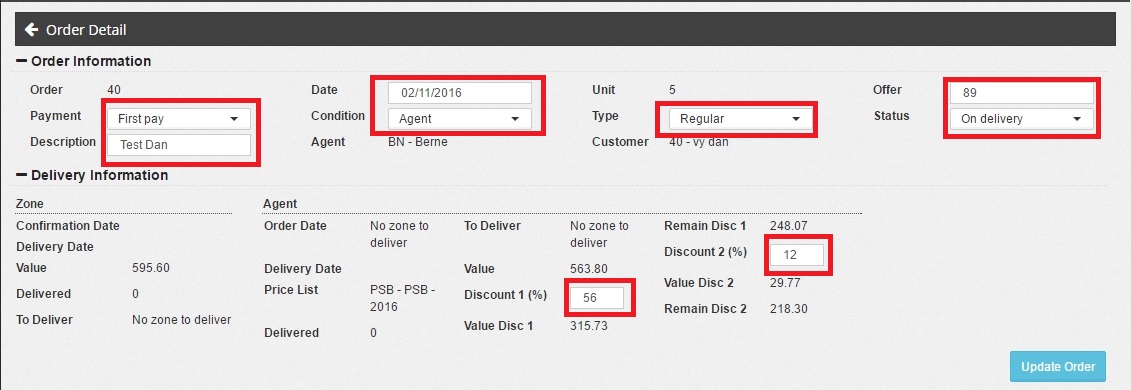 Order Detail
Order Information
Order 40 Date 02/11/2016 Unit 5 Offer 89
Payment First pay Condition Agent Type Regular Status On delivery
Description Test Dan Agent BN - Berne Customer 40 - vy dan
Delivery Information
Zone
Confirmation Date
Delivery Date
Value 595.60
Delivered 0
To Deliver No zone to deliver
Agent
Order Date No zone to
deliver
Delivery Date
Price List PSB - PSB -
2016
Delivered 0
To Deliver No zone to
deliver
Value 563.80
Discount 1 (%) 56
Value Disc 1 315.73
Remain Disc 1 248.07
Discount 2 (%) 12
Value Disc 2 29.77
Remain Disc 2 218.30
Update Order